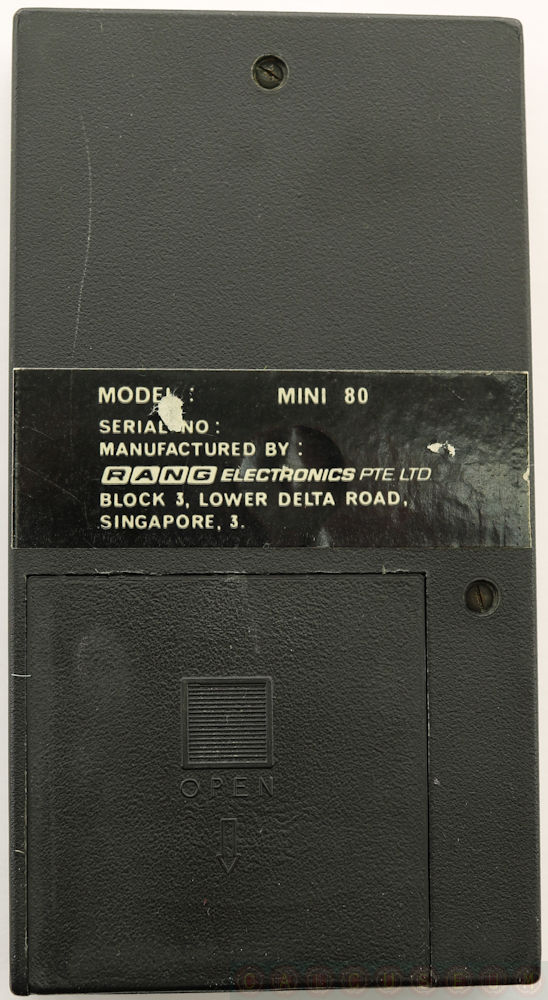 MODEL : MINI 80
SERIAL NO :
MANUFACTURED BY :
RANG ELECTRONICS PTE. LTD.
BLOCK 3, LOWER DELTA ROAD,
SINGAPORE, 3.
OPEN